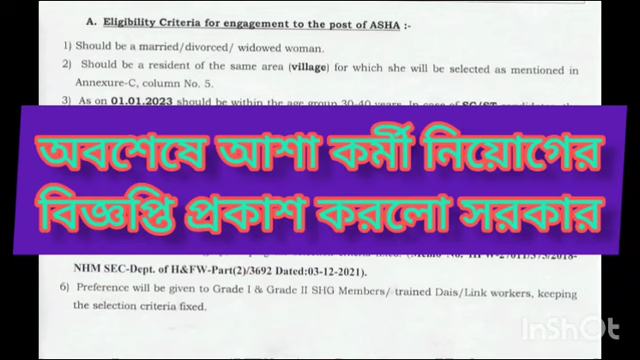 A. Eligibility Criteria for engagement to the post of ASHA :-
1) Should be a married/divorced/ widowed woman.
2) Should be a resident of the same area (village) for which she will be selected as mentioned in
Annexure-C, column No. 5.
3) As on 01.01.2023 should be within the age group 30-40 years. In case of SC/ST
অবশেষে আশা কর্মী নিয়োগের
বিজ্ঞপ্তি প্রকাশ করলো সরকার
NHM SEC-Dept. of H&FW-Part(2)/3692 Dated:03-12-2021).
6) Preference will be given to Grade I & Grade II SHG Members/ trained Dais/Link workers, keeping
the selection criteria fixed.
InShOt